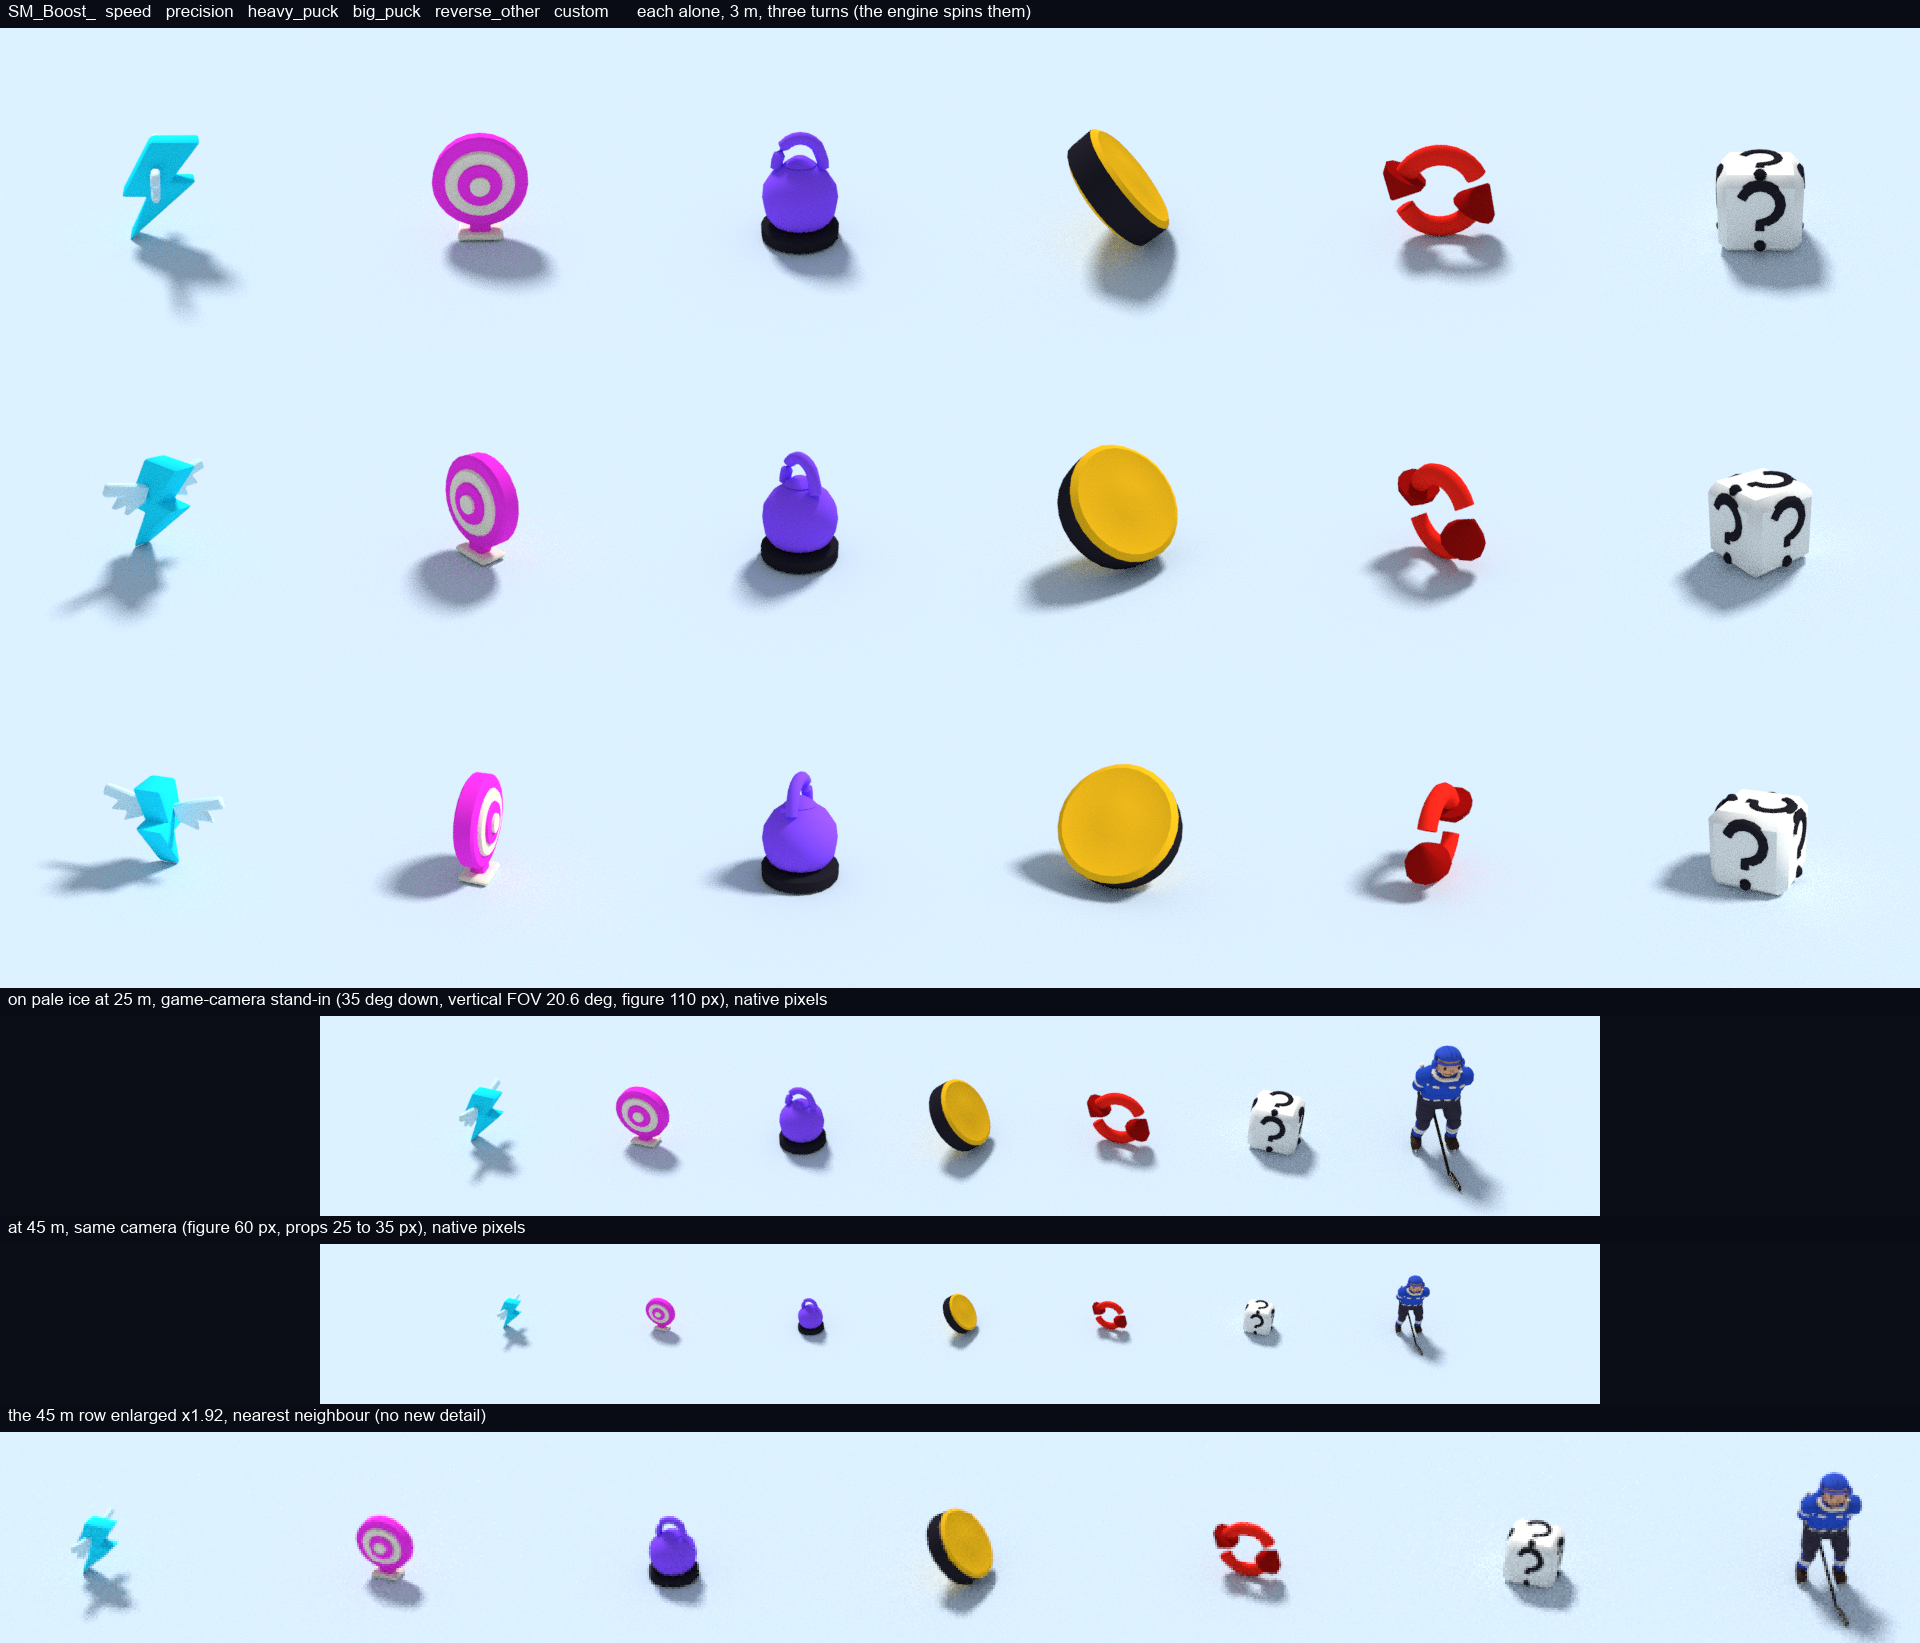 SM_Boost_ speed precision heavy_puck big_puck reverse_other custom each alone, 3 m, three turns (the engine spins them)
? ?
? ? ?
? ? ?
on pale ice at 25 m, game-camera stand-in (35 deg down, vertical FOV 20.6 deg, figure 110 px), native pixels
? ?
at 45 m, same camera (figure 60 px, props 25 to 35 px), native pixels
? ?
the 45 m row enlarged x1.92, nearest neighbour (no new detail)
? ?